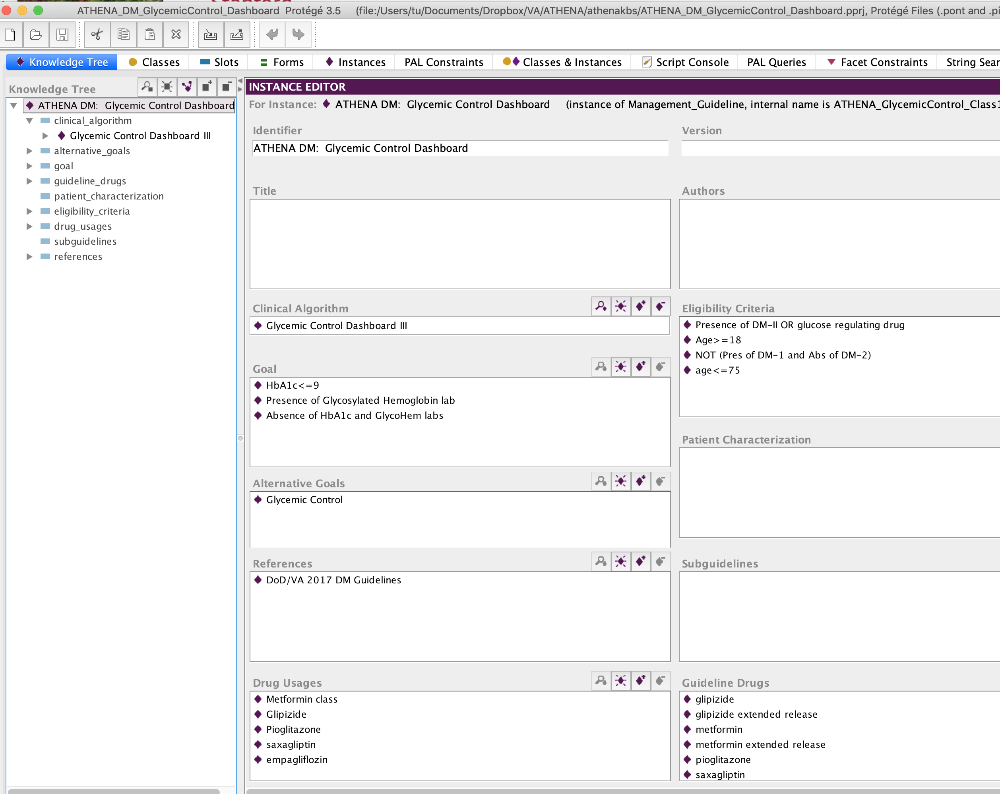 Stanford
ATHENA_DM_GlycemicControl_Dashboard Protégé 3.5 (file:/Users/tu/Documents/Dropbox/VA/ATHENA/athenakbs/ATHENA_DM_GlycemicControl_Dashboard.pprj, Protégé Files (.pont and .pi
Knowledge Tree Classes Slots Forms Instances PAL Constraints Classes & Instances Script Console PAL Queries Facet Constraints String Sear
Knowledge Tree
ATHENA DM: Glycemic Control Dashboard
clinical_algorithm
Glycemic Control Dashboard III
alternative_goals
goal
guideline_drugs
patient_characterization
eligibility_criteria
drug_usages
subguidelines
references
INSTANCE EDITOR
For Instance: ATHENA DM: Glycemic Control Dashboard (instance of Management_Guideline, internal name is ATHENA_GlycemicControl_Class1
Identifier
ATHENA DM: Glycemic Control Dashboard
Version
Title
Authors
Clinical Algorithm
Glycemic Control Dashboard III
Eligibility Criteria
Presence of DM-II OR glucose regulating drug
Age>=18
NOT (Pres of DM-1 and Abs of DM-2)
age<=75
Goal
HbA1c<=9
Presence of Glycosylated Hemoglobin lab
Absence of HbA1c and GlycoHem labs
Patient Characterization
Alternative Goals
Glycemic Control
References
DoD/VA 2017 DM Guidelines
Subguidelines
Drug Usages
Metformin class
Glipizide
Pioglitazone
saxagliptin
empagliflozin
Guideline Drugs
glipizide
glipizide extended release
metformin
metformin extended release
pioglitazone
saxagliptin